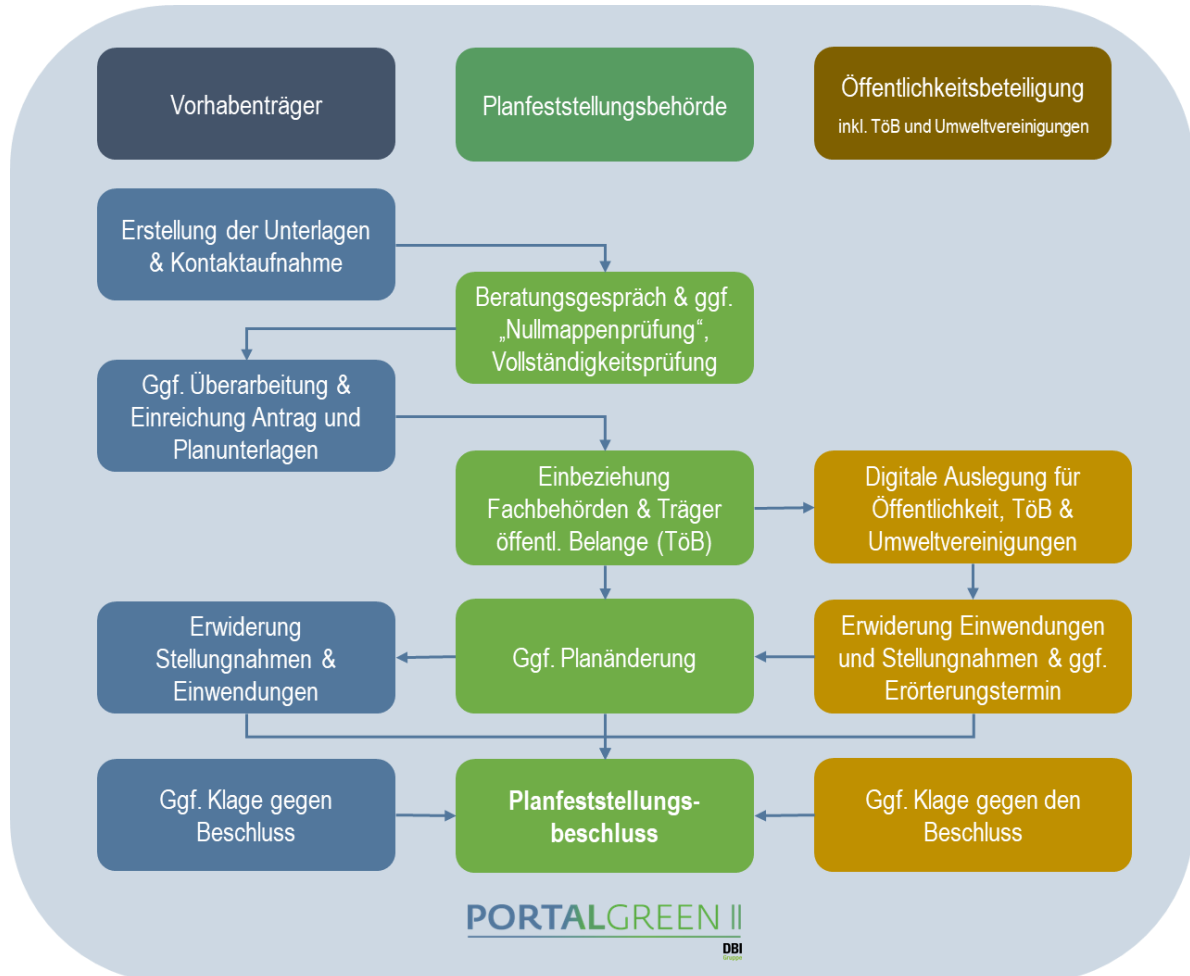 Vorhabenträger
Planfeststellungsbehörde
Öffentlichkeitsbeteiligung
inkl. TöB und Umweltvereinigungen
Erstellung der Unterlagen
& Kontaktaufnahme
Beratungsgespräch & ggf.
„Nullmappenprüfung“,
Vollständigkeitsprüfung
Ggf. Überarbeitung &
Einreichung Antrag und
Planunterlagen
Einbeziehung
Fachbehörden & Träger
öffentl. Belange (TöB)
Digitale Auslegung für
Öffentlichkeit, TöB &
Umweltvereinigungen
Erwiderung
Stellungnahmen &
Einwendungen
Ggf. Planänderung
Erwiderung Einwendungen
und Stellungnahmen & ggf.
Erörterungstermin
Ggf. Klage gegen
Beschluss
Planfeststellungs-
beschluss
Ggf. Klage gegen den
Beschluss
PORTALGREEN II
DBI
Gruppe